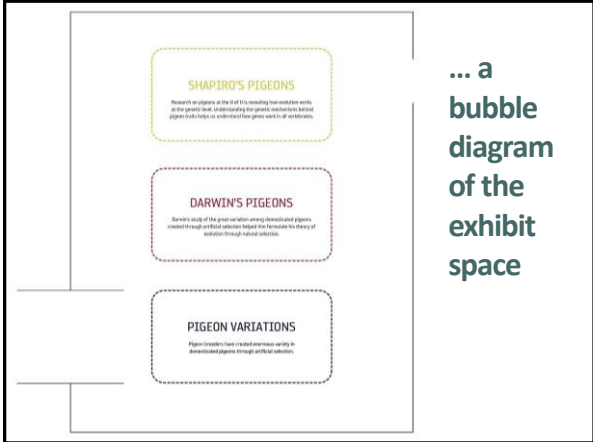 SHAPIRO'S PIGEONS
Research on pigeons at the U of U is revealing how evolution works
at the genetic level. Understanding the genetic mechanisms behind
pigeon traits helps us understand how genes work in all vertebrates.
DARWIN'S PIGEONS
Darwin's study of the great variation among domesticated pigeons
created through artificial selection helped him formulate his theory of
evolution through natural selection.
PIGEON VARIATIONS
Pigeon breeders have created enormous variety in
domesticated pigeons through artificial selection.
... a
bubble
diagram
of the
exhibit
space